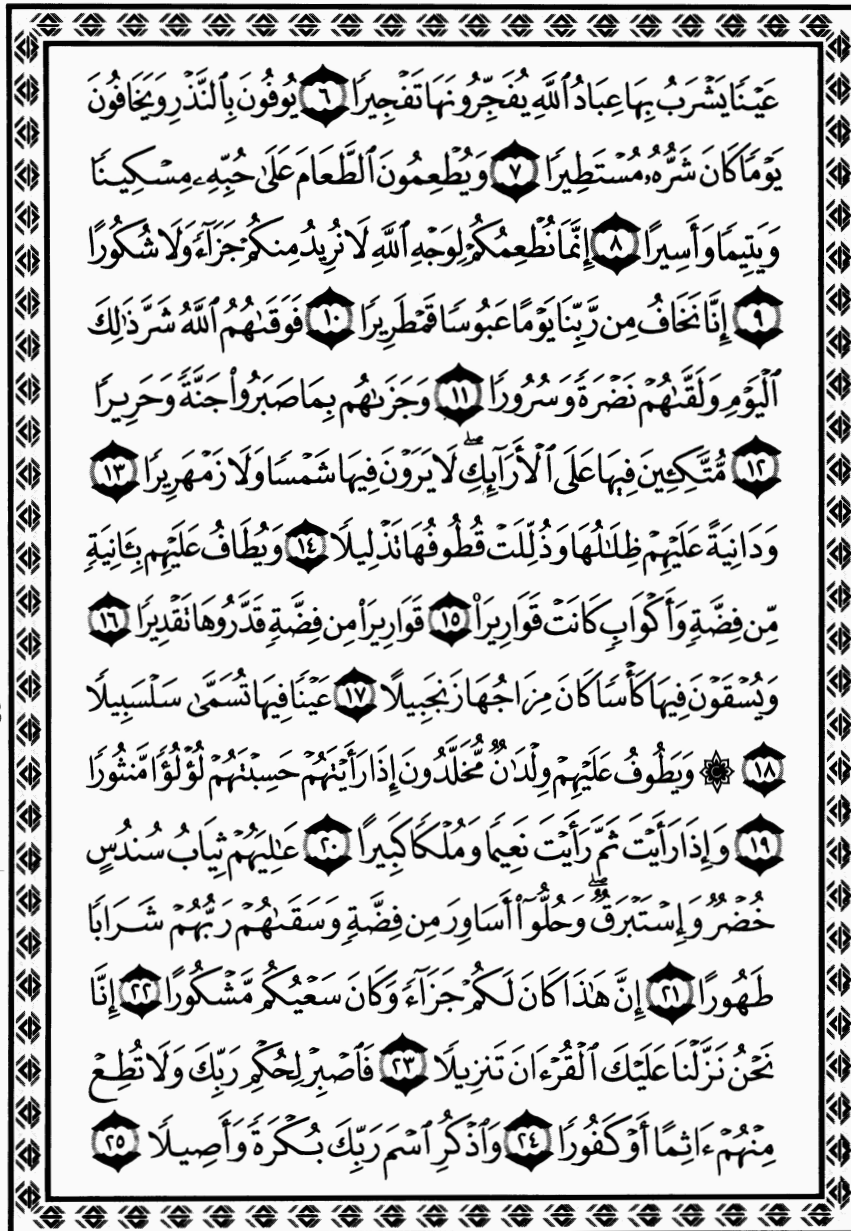 عَيْنًا يَشْرَبُ بِهَا عِبَادُ ٱللَّهِ يُفَجِّرُونَهَا تَفْجِيرًا ٦ يُوفُونَ بِٱلنَّذْرِ وَيَخَافُونَ
يَوْمًا كَانَ شَرُّهُۥ مُسْتَطِيرًا ٧ وَيُطْعِمُونَ ٱلطَّعَامَ عَلَىٰ حُبِّهِۦ مِسْكِينًا
وَيَتِيمًا وَأَسِيرًا ٨ إِنَّمَا نُطْعِمُكُمْ لِوَجْهِ ٱللَّهِ لَا نُرِيدُ مِنكُمْ جَزَآءً وَلَا شُكُورًا
٩ إِنَّا نَخَافُ مِن رَّبِّنَا يَوْمًا عَبُوسًا قَمْطَرِيرًا ١٠ فَوَقَىٰهُمُ ٱللَّهُ شَرَّ ذَٰلِكَ
ٱلْيَوْمِ وَلَقَّىٰهُمْ نَضْرَةً وَسُرُورًا ١١ وَجَزَىٰهُم بِمَا صَبَرُوا۟ جَنَّةً وَحَرِيرًا
١٢ مُّتَّكِـِٔينَ فِيهَا عَلَى ٱلْأَرَآئِكِ ۖ لَا يَرَوْنَ فِيهَا شَمْسًا وَلَا زَمْهَرِيرًا ١٣
وَدَانِيَةً عَلَيْهِمْ ظِلَـٰلُهَا وَذُلِّلَتْ قُطُوفُهَا تَذْلِيلًا ١٤ وَيُطَافُ عَلَيْهِم بِـَٔانِيَةٍ
مِّن فِضَّةٍ وَأَكْوَابٍ كَانَتْ قَوَارِيرَا۠ ١٥ قَوَارِيرَا۟ مِن فِضَّةٍ قَدَّرُوهَا تَقْدِيرًا ١٦
وَيُسْقَوْنَ فِيهَا كَأْسًا كَانَ مِزَاجُهَا زَنجَبِيلًا ١٧ عَيْنًا فِيهَا تُسَمَّىٰ سَلْسَبِيلًا
١٨ ۞ وَيَطُوفُ عَلَيْهِمْ وِلْدَٰنٌ مُّخَلَّدُونَ إِذَا رَأَيْتَهُمْ حَسِبْتَهُمْ لُؤْلُؤًا مَّنثُورًا
١٩ وَإِذَا رَأَيْتَ ثَمَّ رَأَيْتَ نَعِيمًا وَمُلْكًا كَبِيرًا ٢٠ عَـٰلِيَهُمْ ثِيَابُ سُندُسٍ
خُضْرٌ وَإِسْتَبْرَقٌ ۖ وَحُلُّوٓا۟ أَسَاوِرَ مِن فِضَّةٍ وَسَقَىٰهُمْ رَبُّهُمْ شَرَابًا
طَهُورًا ٢١ إِنَّ هَـٰذَا كَانَ لَكُمْ جَزَآءً وَكَانَ سَعْيُكُم مَّشْكُورًا ٢٢ إِنَّا
نَحْنُ نَزَّلْنَا عَلَيْكَ ٱلْقُرْءَانَ تَنزِيلًا ٢٣ فَٱصْبِرْ لِحُكْمِ رَبِّكَ وَلَا تُطِعْ
مِنْهُمْ ءَاثِمًا أَوْ كَفُورًا ٢٤ وَٱذْكُرِ ٱسْمَ رَبِّكَ بُكْرَةً وَأَصِيلًا ٢٥